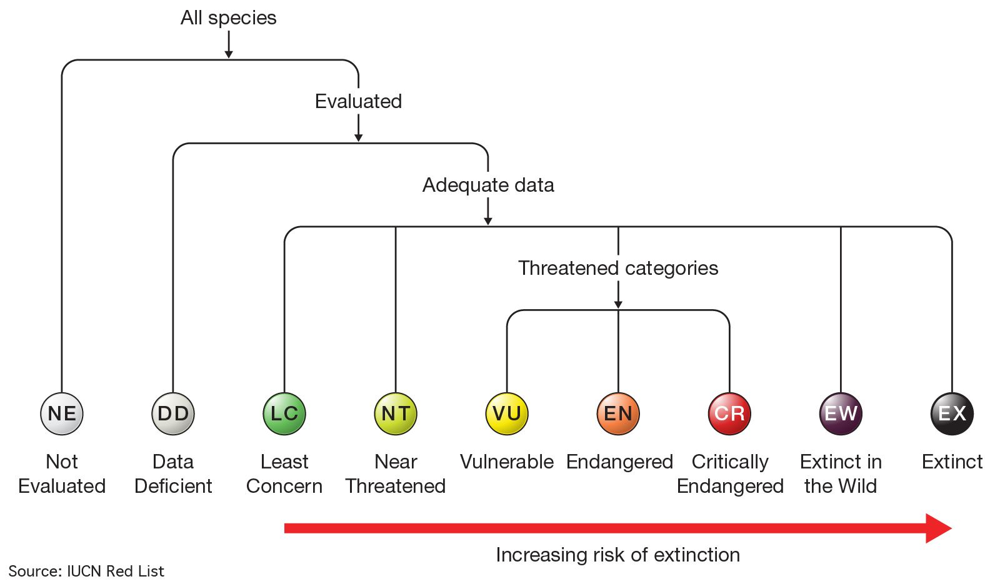 All species
Evaluated
Adequate data
Threatened categories
NE
DD
LC
NT
VU
EN
CR
EW
EX
Not
Evaluated
Data
Deficient
Least
Concern
Near
Threatened
Vulnerable
Endangered
Critically
Endangered
Extinct in
the Wild
Extinct
Increasing risk of extinction
Source: IUCN Red List